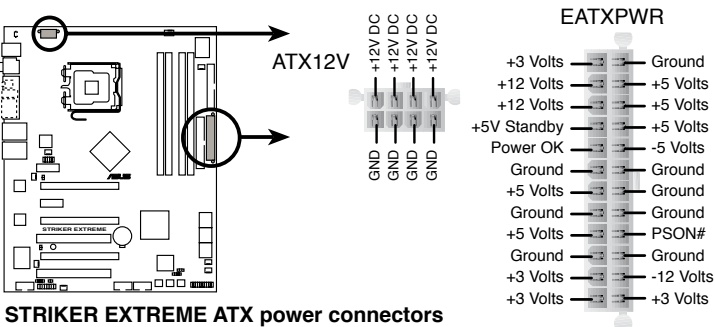 EATXPWR
ATX12V
+12V DC
+12V DC
+12V DC
+12V DC
GND
GND
GND
GND
+3 Volts Ground
+12 Volts +5 Volts
+12 Volts +5 Volts
+5V Standby +5 Volts
Power OK -5 Volts
Ground Ground
+5 Volts Ground
Ground Ground
+5 Volts PSON#
Ground Ground
+3 Volts -12 Volts
+3 Volts +3 Volts
ASUS
STRIKER EXTREME
STRIKER EXTREME ATX power connectors